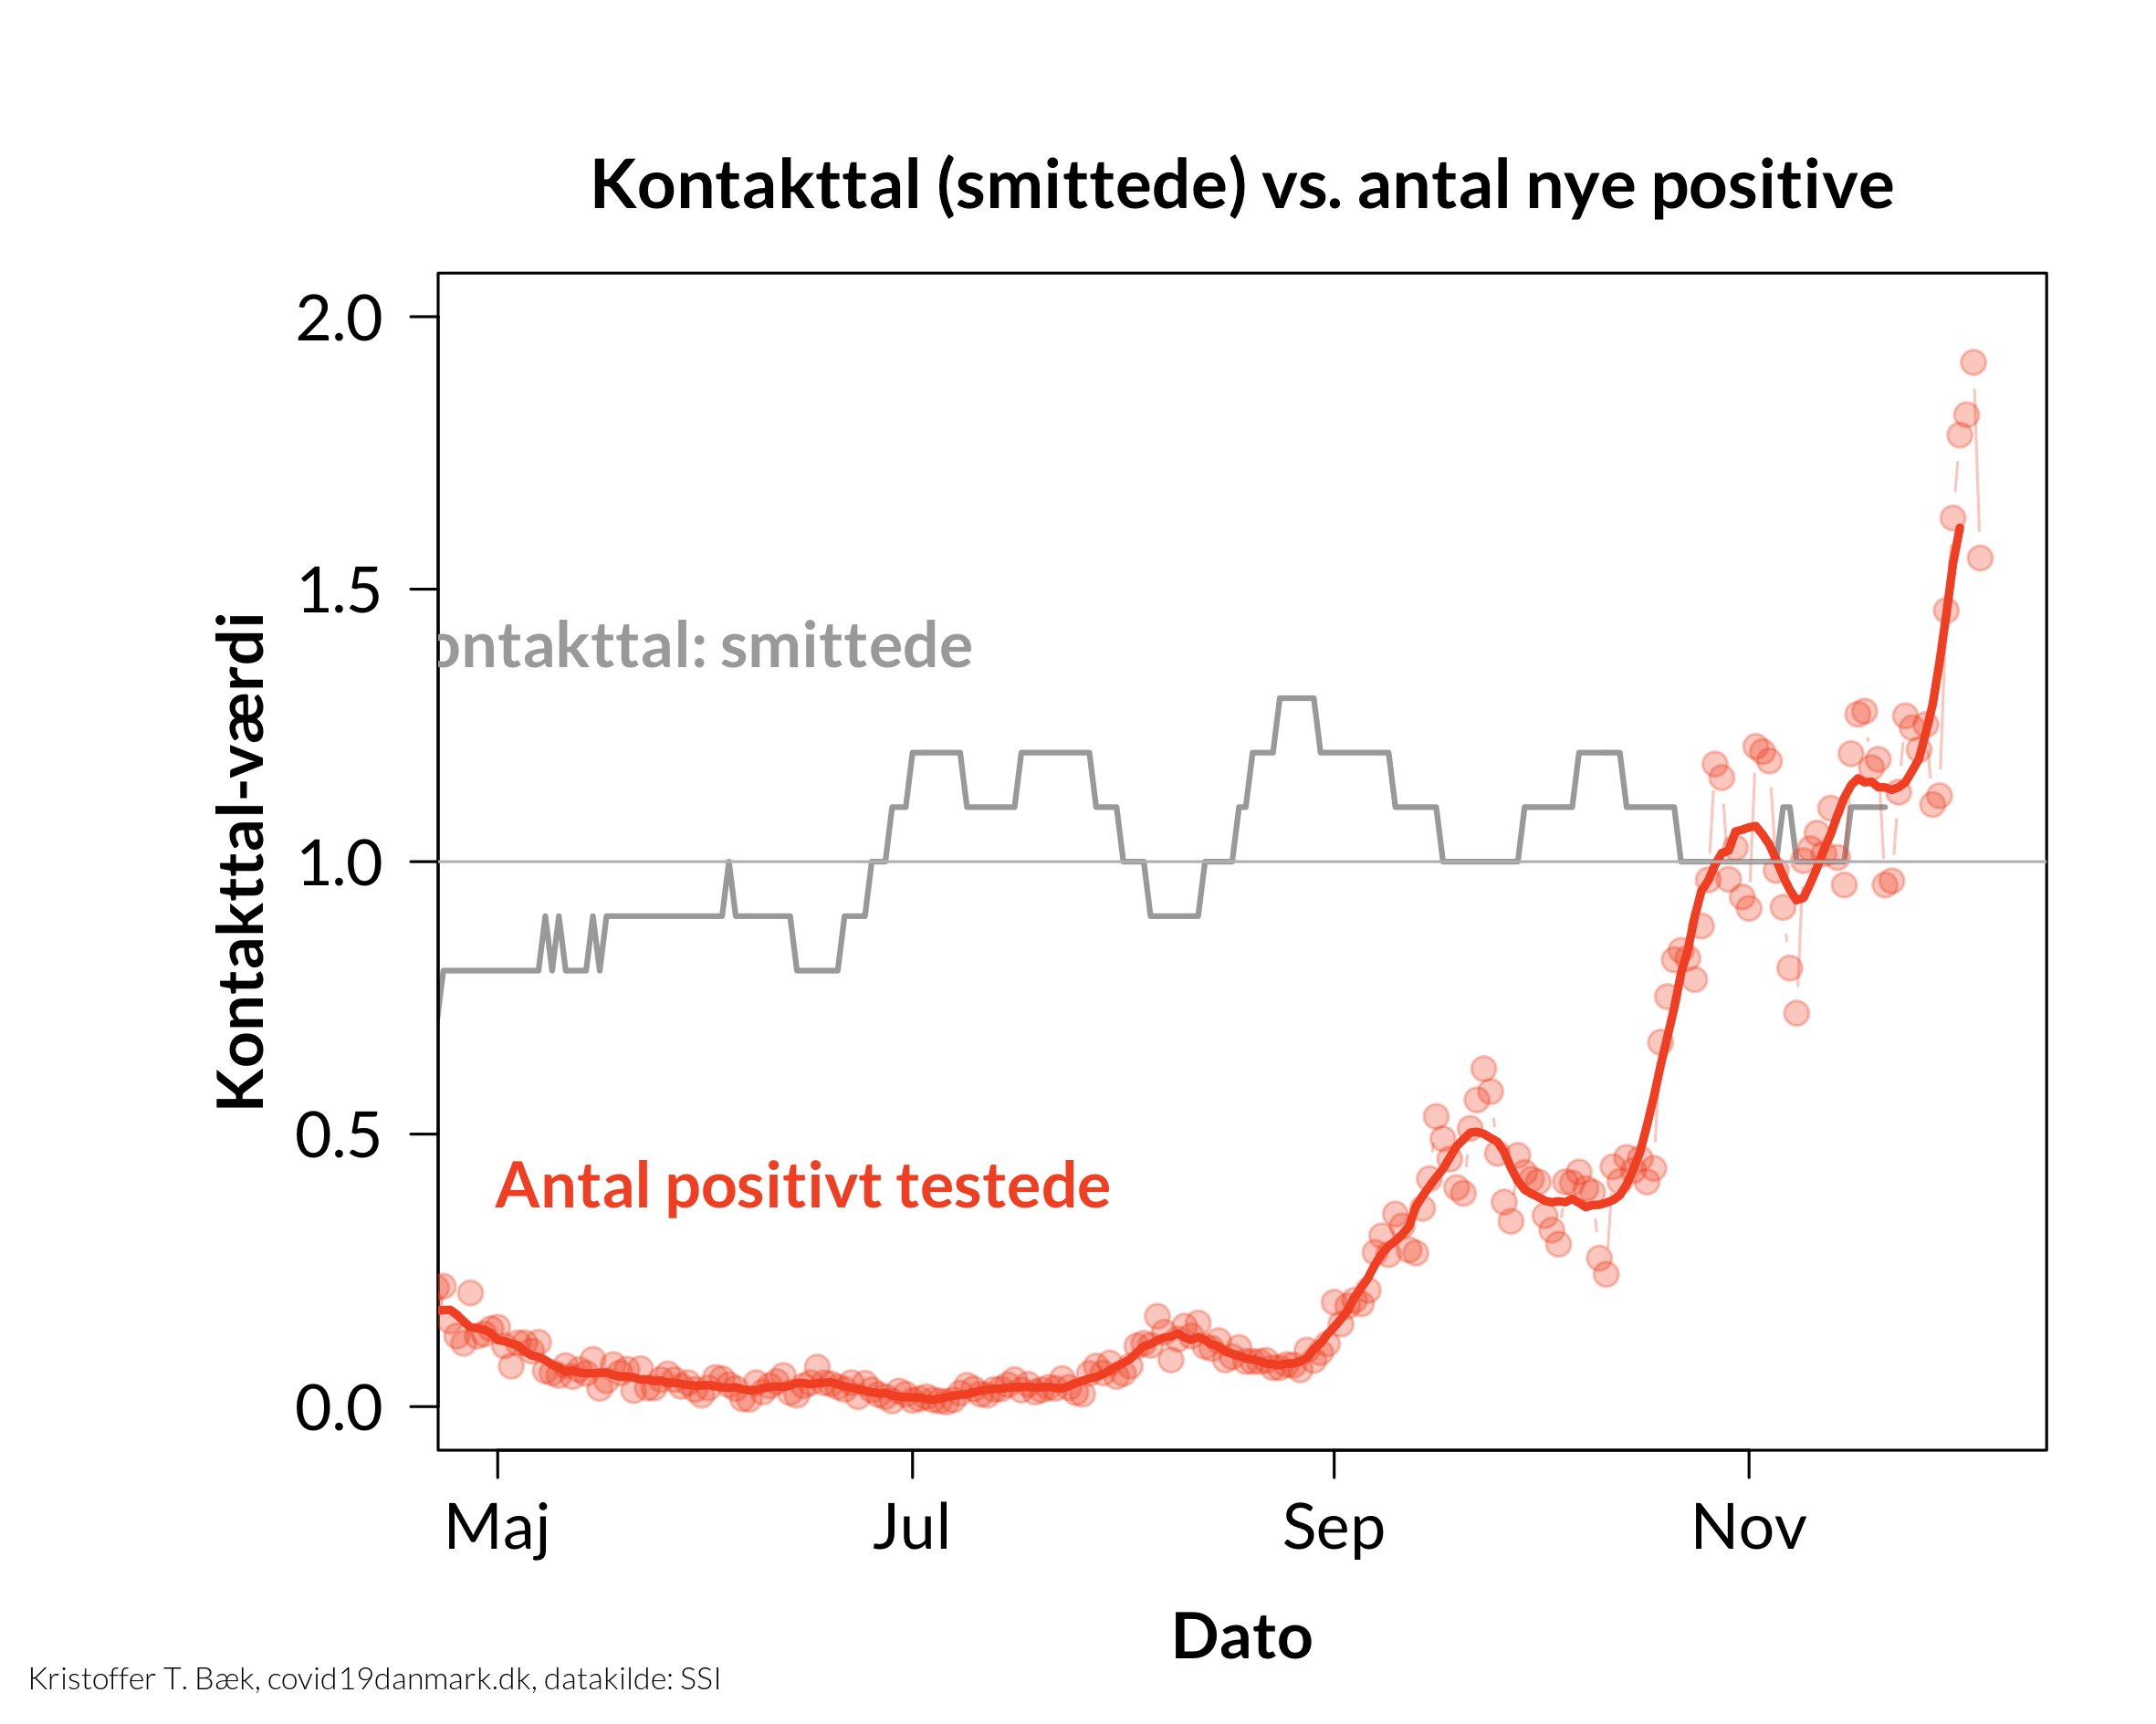 Kontakttal (smittede) vs. antal nye positive
2.0
1.5
1.0
0.5
0.0
Kontakttal-værdi
ontakttal: smittede
Antal positivt testede
Maj Jul Sep Nov
Dato
Kristoffer T. Bæk, covid19danmark.dk, datakilde: SSI